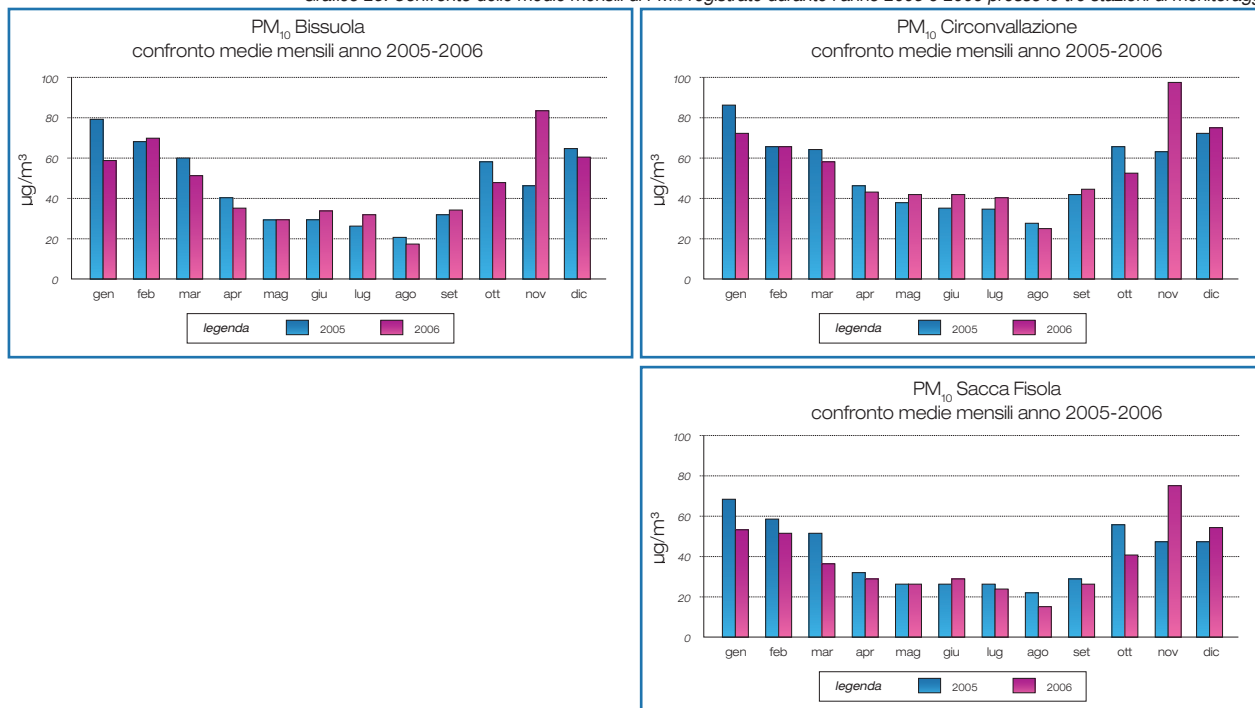 PM₁₀ Bissuola
confronto medie mensili anno 2005-2006
µg/m³
100
80
60
40
20
0
gen feb mar apr mag giu lug ago set ott nov dic
legenda 2005 2006
PM₁₀ Circonvallazione
confronto medie mensili anno 2005-2006
µg/m³
100
80
60
40
20
0
gen feb mar apr mag giu lug ago set ott nov dic
legenda 2005 2006
PM₁₀ Sacca Fisola
confronto medie mensili anno 2005-2006
µg/m³
100
80
60
40
20
0
gen feb mar apr mag giu lug ago set ott nov dic
legenda 2005 2006